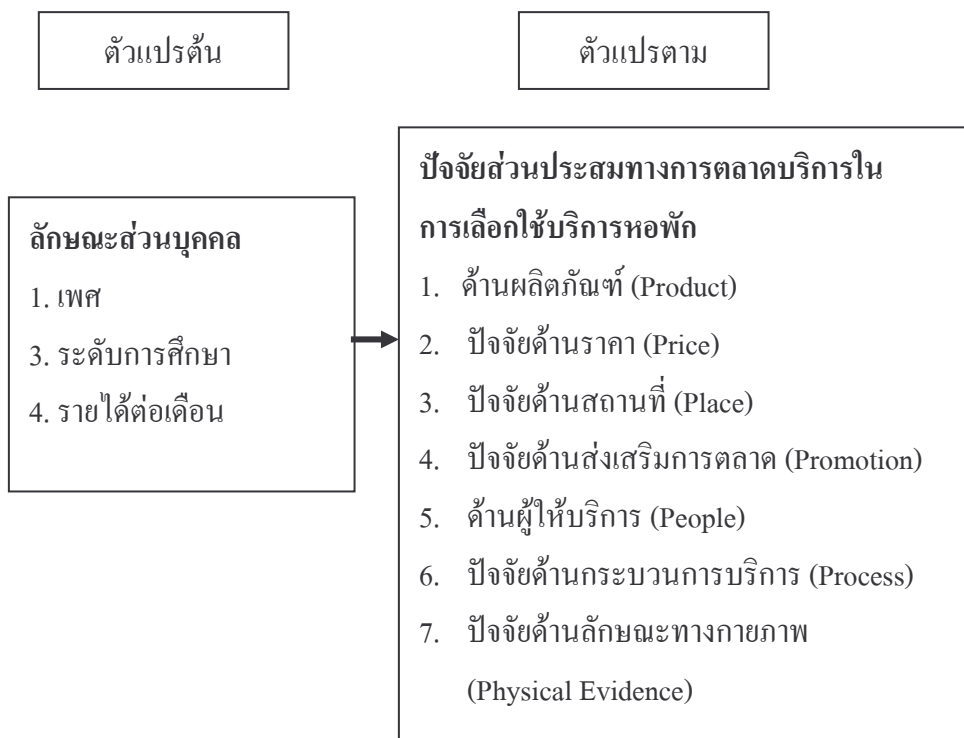 ตัวแปรต้น
ตัวแปรตาม
ลักษณะส่วนบุคคล
1. เพศ
3. ระดับการศึกษา
4. รายได้ต่อเดือน
ปัจจัยส่วนประสมทางการตลาดบริการใน
การเลือกใช้บริการหอพัก
1. ด้านผลิตภัณฑ์ (Product)
2. ปัจจัยด้านราคา (Price)
3. ปัจจัยด้านสถานที่ (Place)
4. ปัจจัยด้านส่งเสริมการตลาด (Promotion)
5. ด้านผู้ให้บริการ (People)
6. ปัจจัยด้านกระบวนการบริการ (Process)
7. ปัจจัยด้านลักษณะทางกายภาพ
(Physical Evidence)